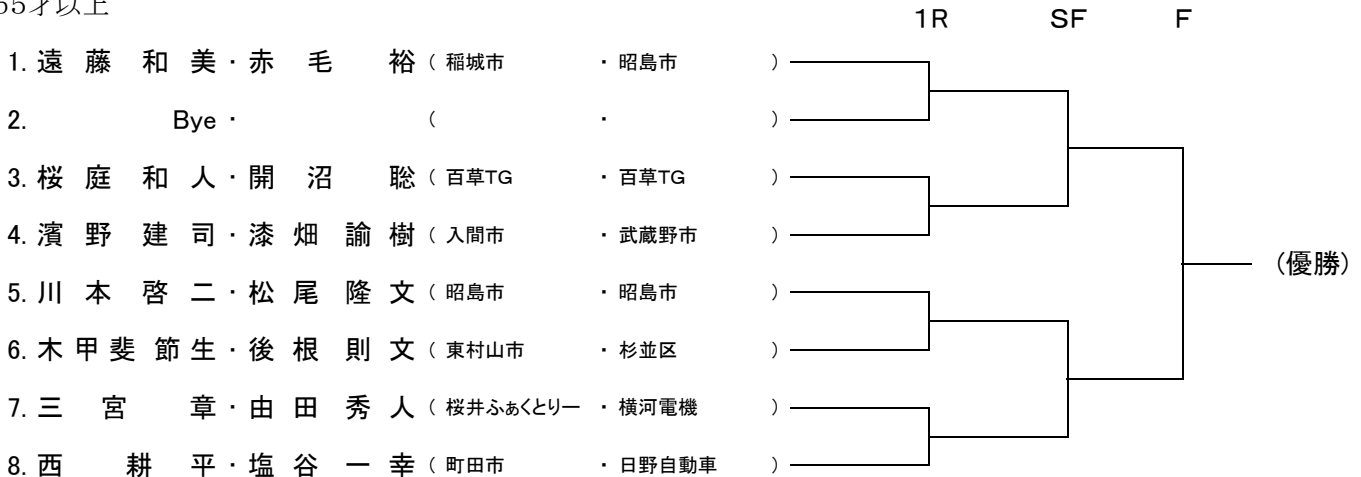 55才以上
1R SF F
1. 遠 藤 和 美 ・ 赤 毛 裕 ( 稲城市 ・ 昭島市 )
2. Bye ・ ( ・ )
3. 桜 庭 和 人 ・ 開 沼 聡 ( 百草TG ・ 百草TG )
4. 濱 野 建 司 ・ 漆 畑 諭 樹 ( 入間市 ・ 武蔵野市 )
(優勝)
5. 川 本 啓 二 ・ 松 尾 隆 文 ( 昭島市 ・ 昭島市 )
6. 木 甲 斐 節 生 ・ 後 根 則 文 ( 東村山市 ・ 杉並区 )
7. 三 宮 章 ・ 由 田 秀 人 ( 桜井ふぁくとりー ・ 横河電機 )
8. 西 耕 平 ・ 塩 谷 一 幸 ( 町田市 ・ 日野自動車 )